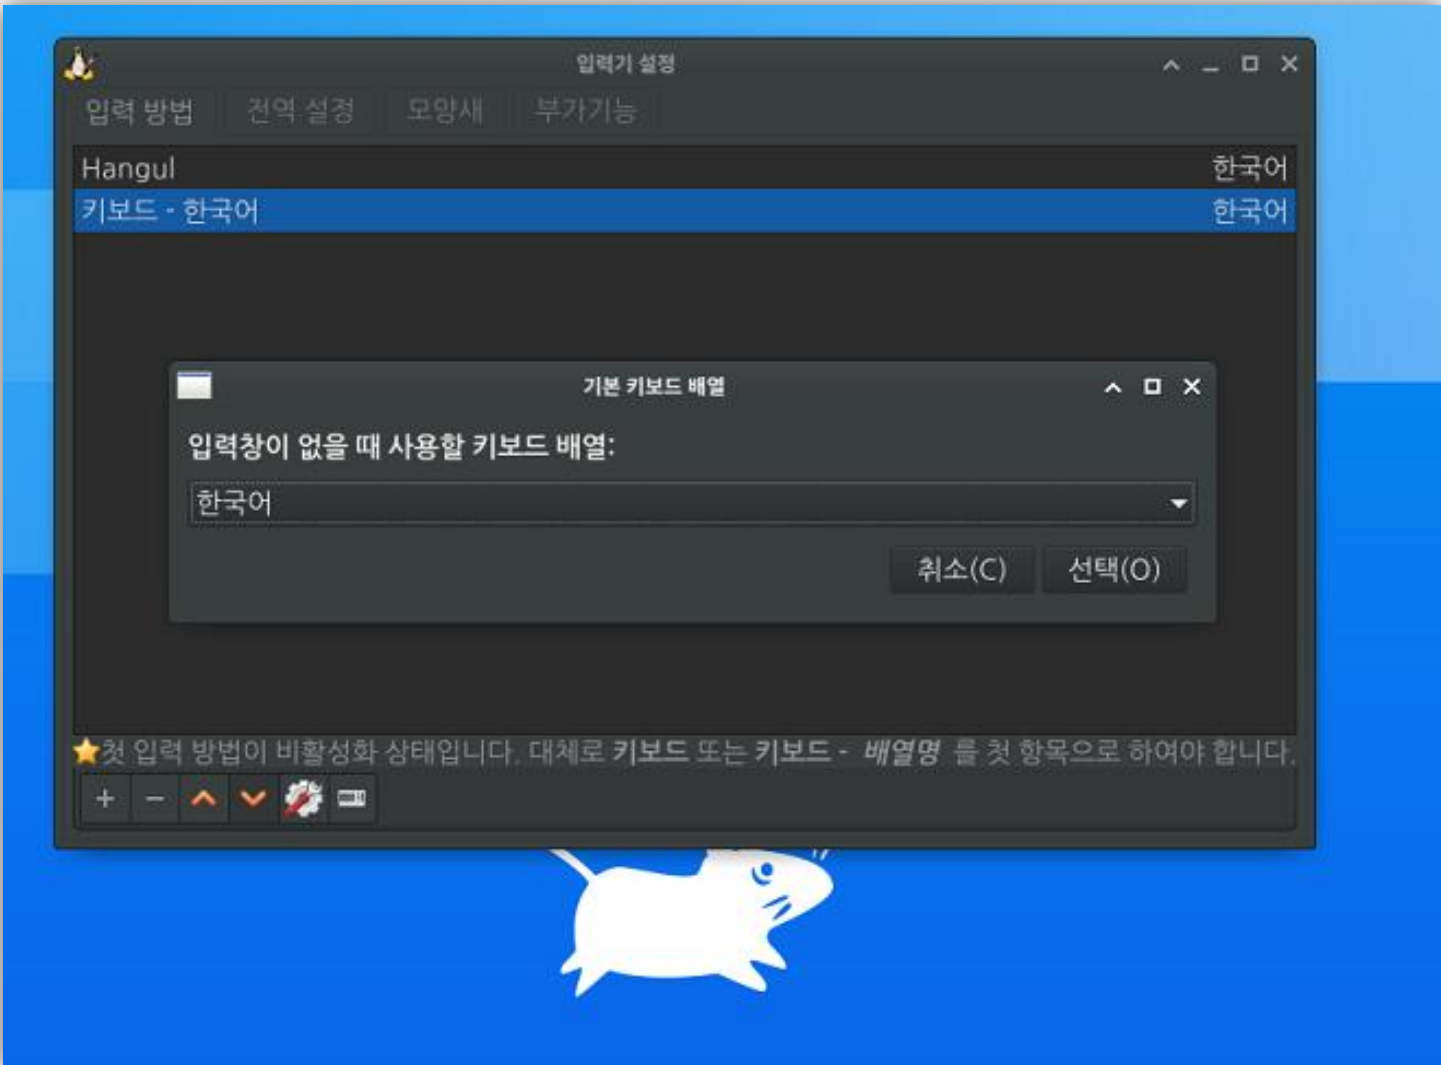 입력기 설정
입력 방법 전역 설정 모양새 부가기능
Hangul 한국어
키보드 - 한국어 한국어
기본 키보드 배열
입력창이 없을 때 사용할 키보드 배열:
한국어
취소(C) 선택(O)
첫 입력 방법이 비활성화 상태입니다. 대체로 키보드 또는 키보드 - 배열명 를 첫 항목으로 하여야 합니다.